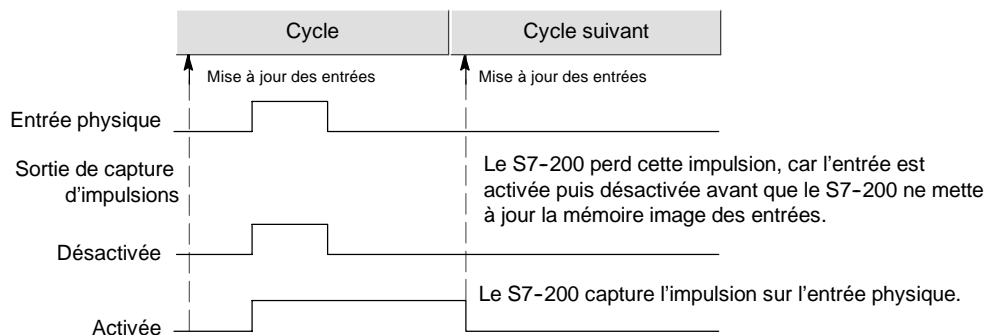 Cycle
Cycle suivant
Mise à jour des entrées
Mise à jour des entrées
Entrée physique
Sortie de capture
d'impulsions
Le S7-200 perd cette impulsion, car l'entrée est
activée puis désactivée avant que le S7-200 ne mette
à jour la mémoire image des entrées.
Désactivée
Le S7-200 capture l'impulsion sur l'entrée physique.
Activée